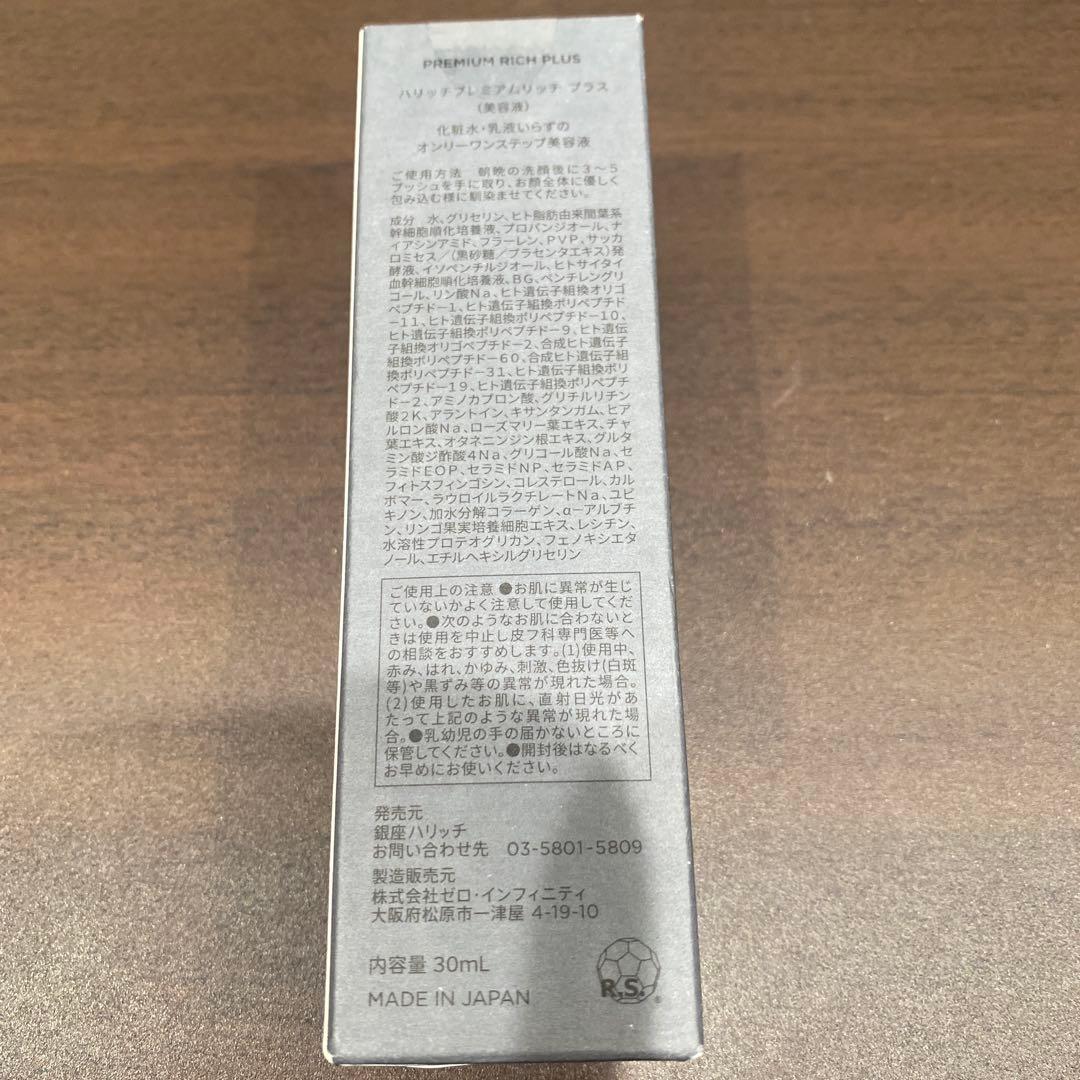 PREMIUM RICH PLUS
ハリッチプレミアムリッチ プラス
(美容液)
化粧水・乳液いらずの
オンリーワンステップ美容液
ご使用方法 朝晩の洗顔後に3〜5
プッシュを手に取り、お顔全体に優しく
包み込む様に馴染ませてください。
成分 水、グリセリン、ヒト脂肪由来間葉系
幹細胞順化培養液、プロパンジオール、ナ
イアシンアミド、フラーレン、PVP、サッカ
ロミセス/(黒砂糖/プラセンタエキス)発
酵液、イソペンチルジオール、ヒトサイタイ
血幹細胞順化培養液、BG、ペンチレングリ
コール、リン酸Na、ヒト遺伝子組換オリゴ
ペプチド-1、ヒト遺伝子組換ポリペプチド
-11、ヒト遺伝子組換ポリペプチド-10、
ヒト遺伝子組換ポリペプチド-9、ヒト遺伝
子組換オリゴペプチド-2、合成ヒト遺伝子
組換ポリペプチド-60、合成ヒト遺伝子組
換ポリペプチド-31、ヒト遺伝子組換ポリ
ペプチド-19、ヒト遺伝子組換ポリペプチ
ド-2、アミノカプロン酸、グリチルリチン
酸2K、アラントイン、キサンタンガム、ヒア
ルロン酸Na、ローズマリー葉エキス、チャ
葉エキス、オタネニンジン根エキス、グルタ
ミン酸ジ酢酸4Na、グリコール酸Na、セ
ラミドEOP、セラミドNP、セラミドAP、
フィトスフィンゴシン、コレステロール、カル
ボマー、ラウロイルラクチレートNa、ユビ
キノン、加水分解コラーゲン、α-アルブチ
ン、リンゴ果実培養細胞エキス、レシチン、
水溶性プロテオグリカン、フェノキシエタ
ノール、エチルヘキシルグリセリン
ご使用上の注意 ●お肌に異常が生じ
ていないかよく注意して使用してくだ
さい。●次のようなお肌に合わないと
きは使用を中止し皮フ科専門医等へ
の相談をおすすめします。(1)使用中、
赤み、はれ、かゆみ、刺激、色抜け(白斑
等)や黒ずみ等の異常が現れた場合。
(2)使用したお肌に、直射日光があ
たって上記のような異常が現れた場
合。●乳幼児の手の届かないところに
保管してください。●開封後はなるべく
お早めにお使いください。
発売元
銀座ハリッチ
お問い合わせ先 03-5801-5809
製造販売元
株式会社ゼロ・インフィニティ
大阪府松原市一津屋 4-19-10
内容量 30mL
MADE IN JAPAN
R.S.®